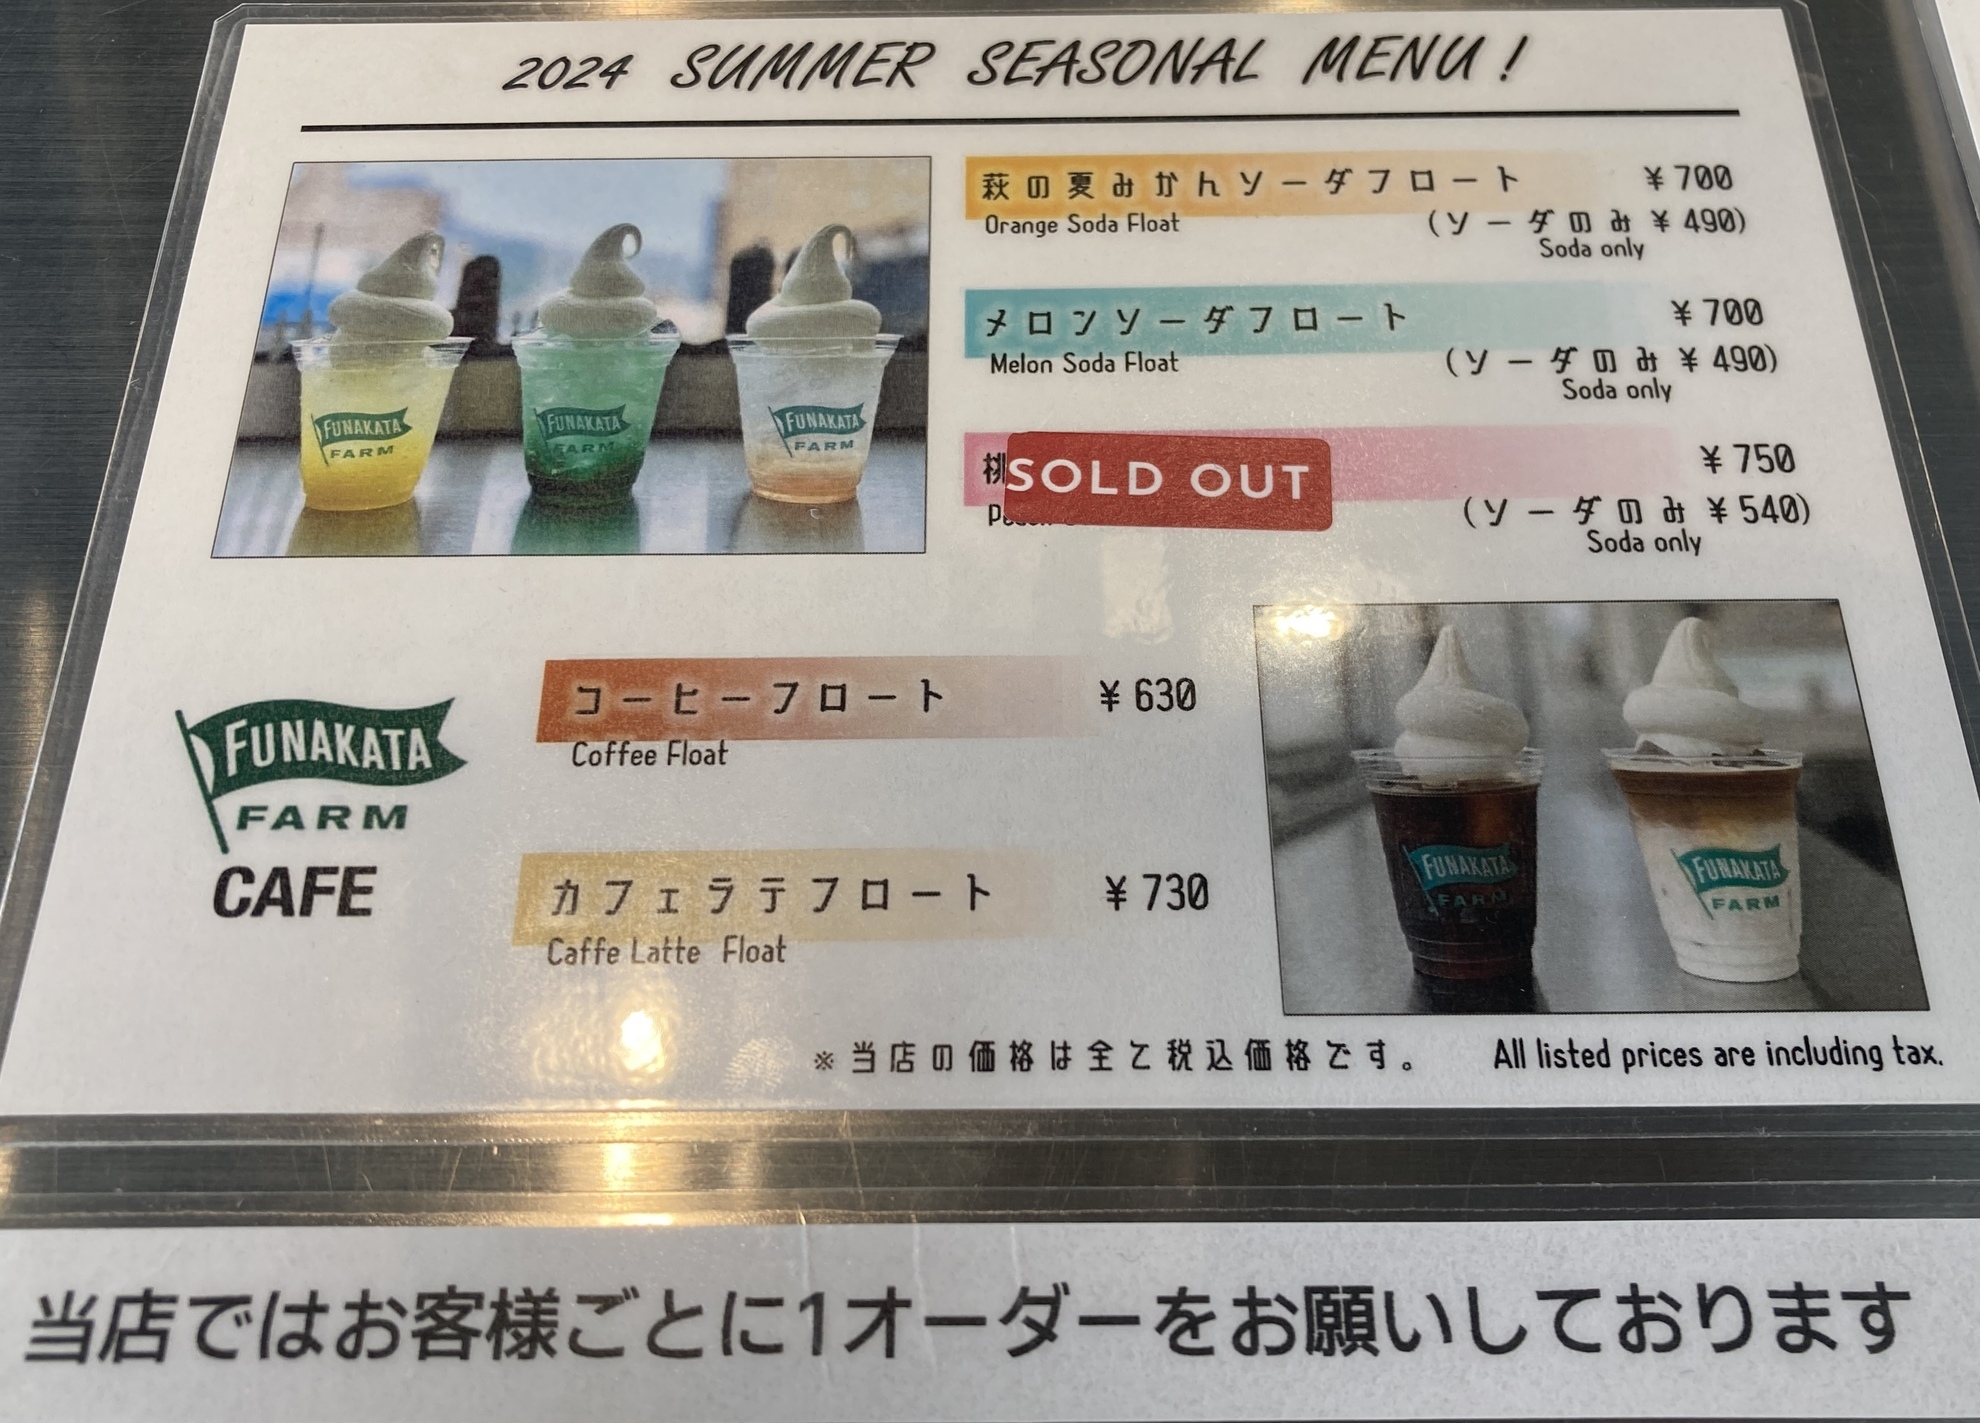 2024 SUMMER SEASONAL MENU!
萩の夏みかんソーダフロート ¥700
Orange Soda Float (ソーダのみ ¥490)
Soda only
メロンソーダフロート ¥700
Melon Soda Float (ソーダのみ ¥490)
Soda only
桃 SOLD OUT ¥750
(ソーダのみ ¥540)
Soda only
FUNAKATA
FARM
FUNAKATA
FARM
FUNAKATA
FARM
FUNAKATA
FARM
CAFE
コーヒーフロート ¥630
Coffee Float
カフェラテフロート ¥730
Caffe Latte Float
FUNAKATA
FARM
FUNAKATA
FARM
※当店の価格は全て税込価格です。 All listed prices are including tax.
当店ではお客様ごとに1オーダーをお願いしております